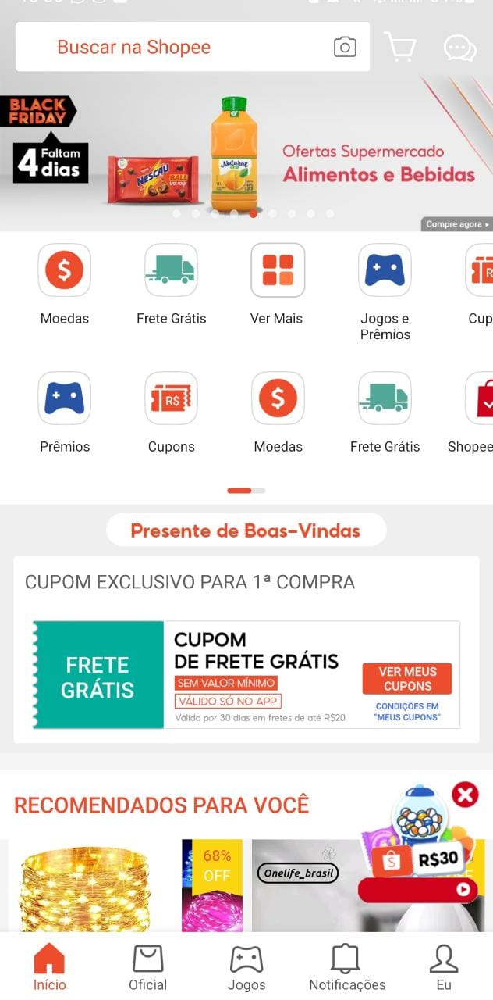 Buscar na Shopee
BLACK
FRIDAY
4 Faltam
dias
NESCAU
BALL
Natural
one
Ofertas Supermercado
Alimentos e Bebidas
Compre agora
Moedas
Frete Grátis
Ver Mais
Jogos e
Prêmios
Cup
R$
Prêmios
Cupons
Moedas
Frete Grátis
Shopee
Presente de Boas-Vindas
CUPOM EXCLUSIVO PARA 1ª COMPRA
FRETE
GRÁTIS
CUPOM
DE FRETE GRÁTIS
SEM VALOR MÍNIMO
VÁLIDO SÓ NO APP
Válido por 30 dias em fretes de até R$20
VER MEUS
CUPONS
CONDIÇÕES EM
"MEUS CUPONS"
RECOMENDADOS PARA VOCÊ
68%
OFF
Onelife_brasil
R$30
Início
Oficial
Jogos
Notificações
Eu